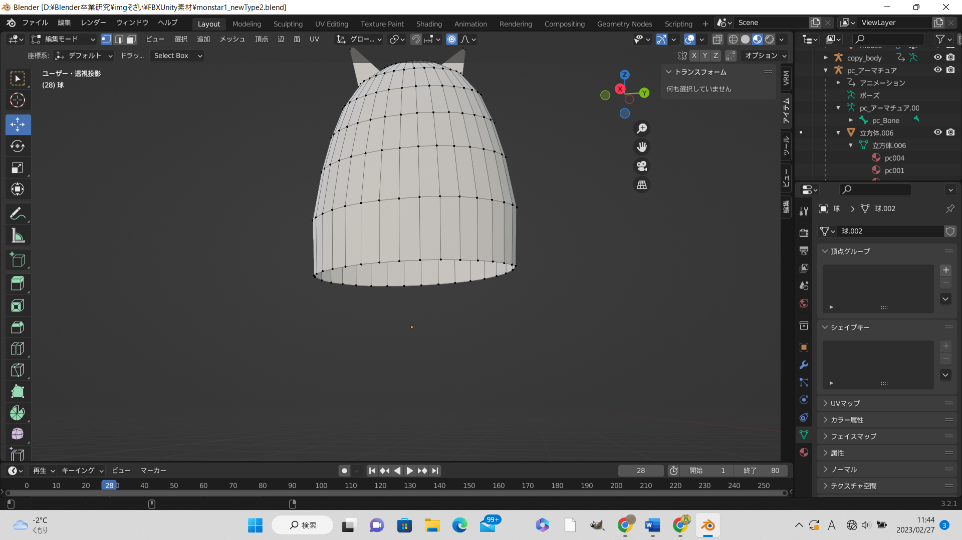 Blender [D:¥Blender卒業研究¥imgそざい¥FBXUnity素材¥monstar1_newType2.blend]
ファイル 編集 レンダー ウィンドウ ヘルプ Layout Modeling Sculpting UV Editing Texture Paint Shading Animation Rendering Compositing Geometry Nodes Scripting + Scene ViewLayer
編集モード ビュー 選択 追加 メッシュ 頂点 辺 面 UV グロー...
座標系: デフォルト ドラッ... Select Box X Y Z オプション
ユーザー・透視投影
(28) 球
トランスフォーム
何も選択していません
Z
X
Y
VRM
アイテム
ツール
ビュー
編集
copy_body
pc_アーマチュア
アニメーション
ポーズ
pc_アーマチュア.00
pc_Bone
立方体.006
立方体.006
pc004
pc001
球 球.002
球.002
頂点グループ
シェイプキー
UVマップ
カラー属性
フェイスマップ
属性
ノーマル
テクスチャ空間
再生 キーイング ビュー マーカー 28 開始 1 終了 80
0 10 20 28 40 50 60 70 80 90 100 110 120 130 140 150 160 170 180 190 200 210 220 230 240 250
3.2.1
-2°C
くもり
検索
99+
A
11:44
2023/02/27
3